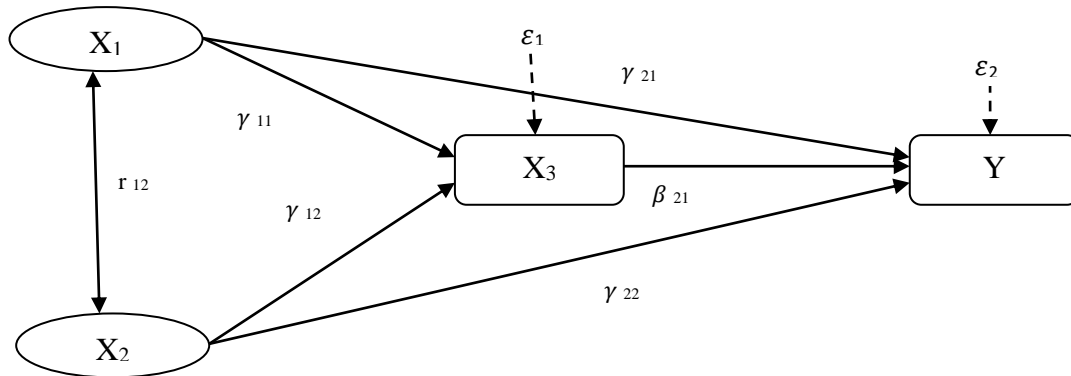 X₁
ε₁
γ ₂₁
ε₂
γ ₁₁
X₃
Y
r ₁₂
β ₂₁
γ ₁₂
γ ₂₂
X₂